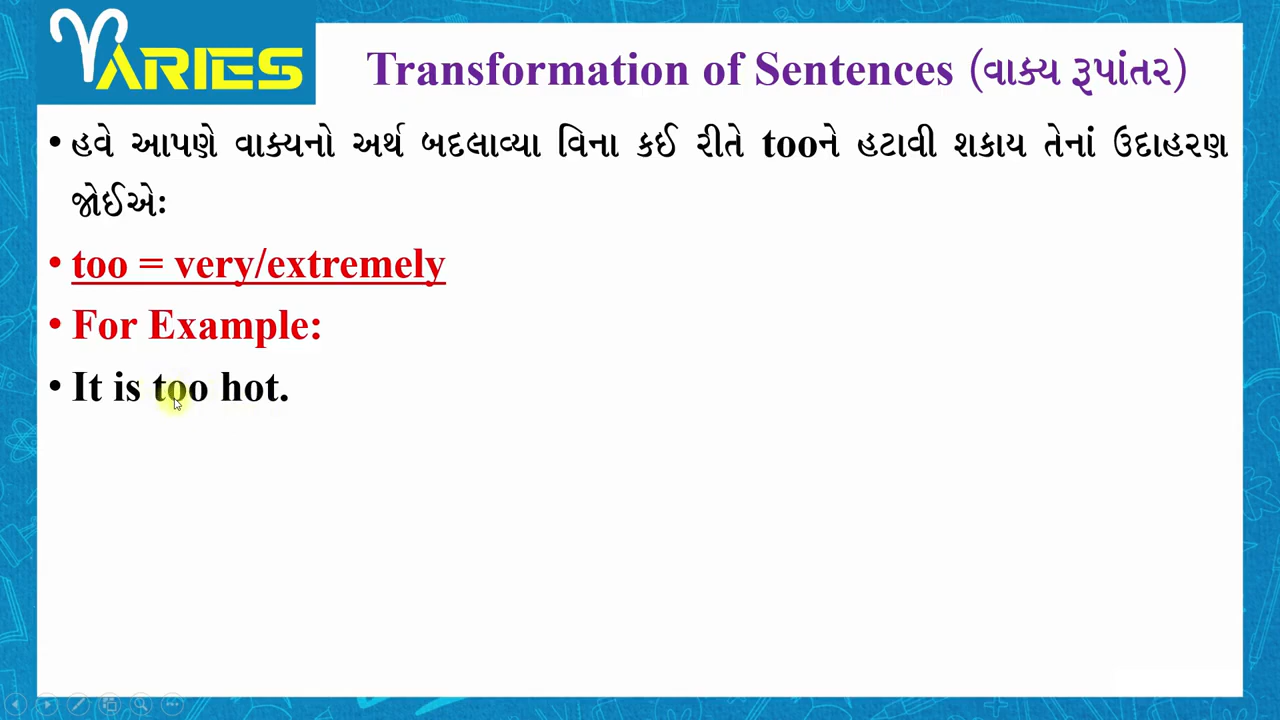 ARIES
Transformation of Sentences (વાક્ય રૂપાંતર)
• હવે આપણે વાક્યનો અર્થ બદલાવ્યા વિના કઈ રીતે tooને હટાવી શકાય તેનાં ઉદાહરણ
જોઈએઃ
• too = very/extremely
• For Example:
• It is too hot.